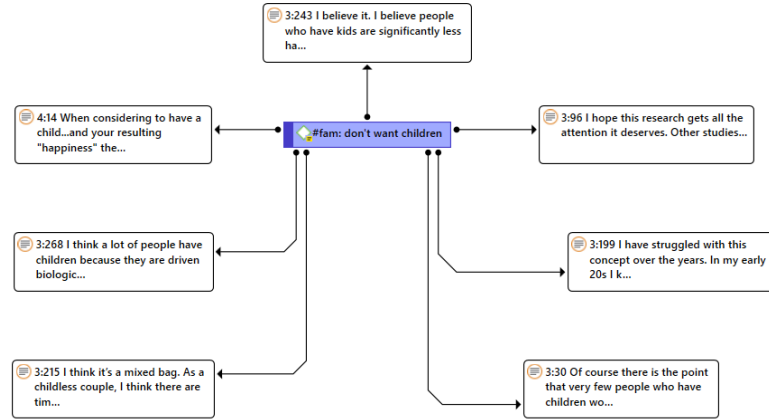 3:243 I believe it. I believe people
who have kids are significantly less
ha...
4:14 When considering to have a
child...and your resulting
"happiness" the...
#fam: don't want children
3:96 I hope this research gets all the
attention it deserves. Other studies...
3:268 I think a lot of people have
children because they are driven
biologic...
3:199 I have struggled with this
concept over the years. In my early
20s I k...
3:215 I think it's a mixed bag. As a
childless couple, I think there are
tim...
3:30 Of course there is the point
that very few people who have
children wo...